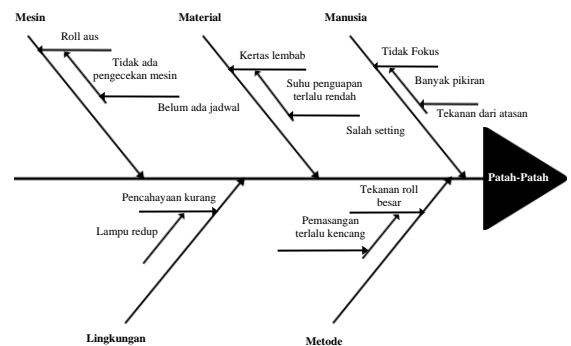 Mesin
Material
Manusia
Roll aus
Tidak ada
pengecekan mesin
Belum ada jadwal
Kertas lembab
Suhu penguapan
terlalu rendah
Salah setting
Tidak Fokus
Banyak pikiran
Tekanan dari atasan
Patah-Patah
Pencahayaan kurang
Lampu redup
Tekanan roll
besar
Pemasangan
terlalu kencang
Lingkungan
Metode